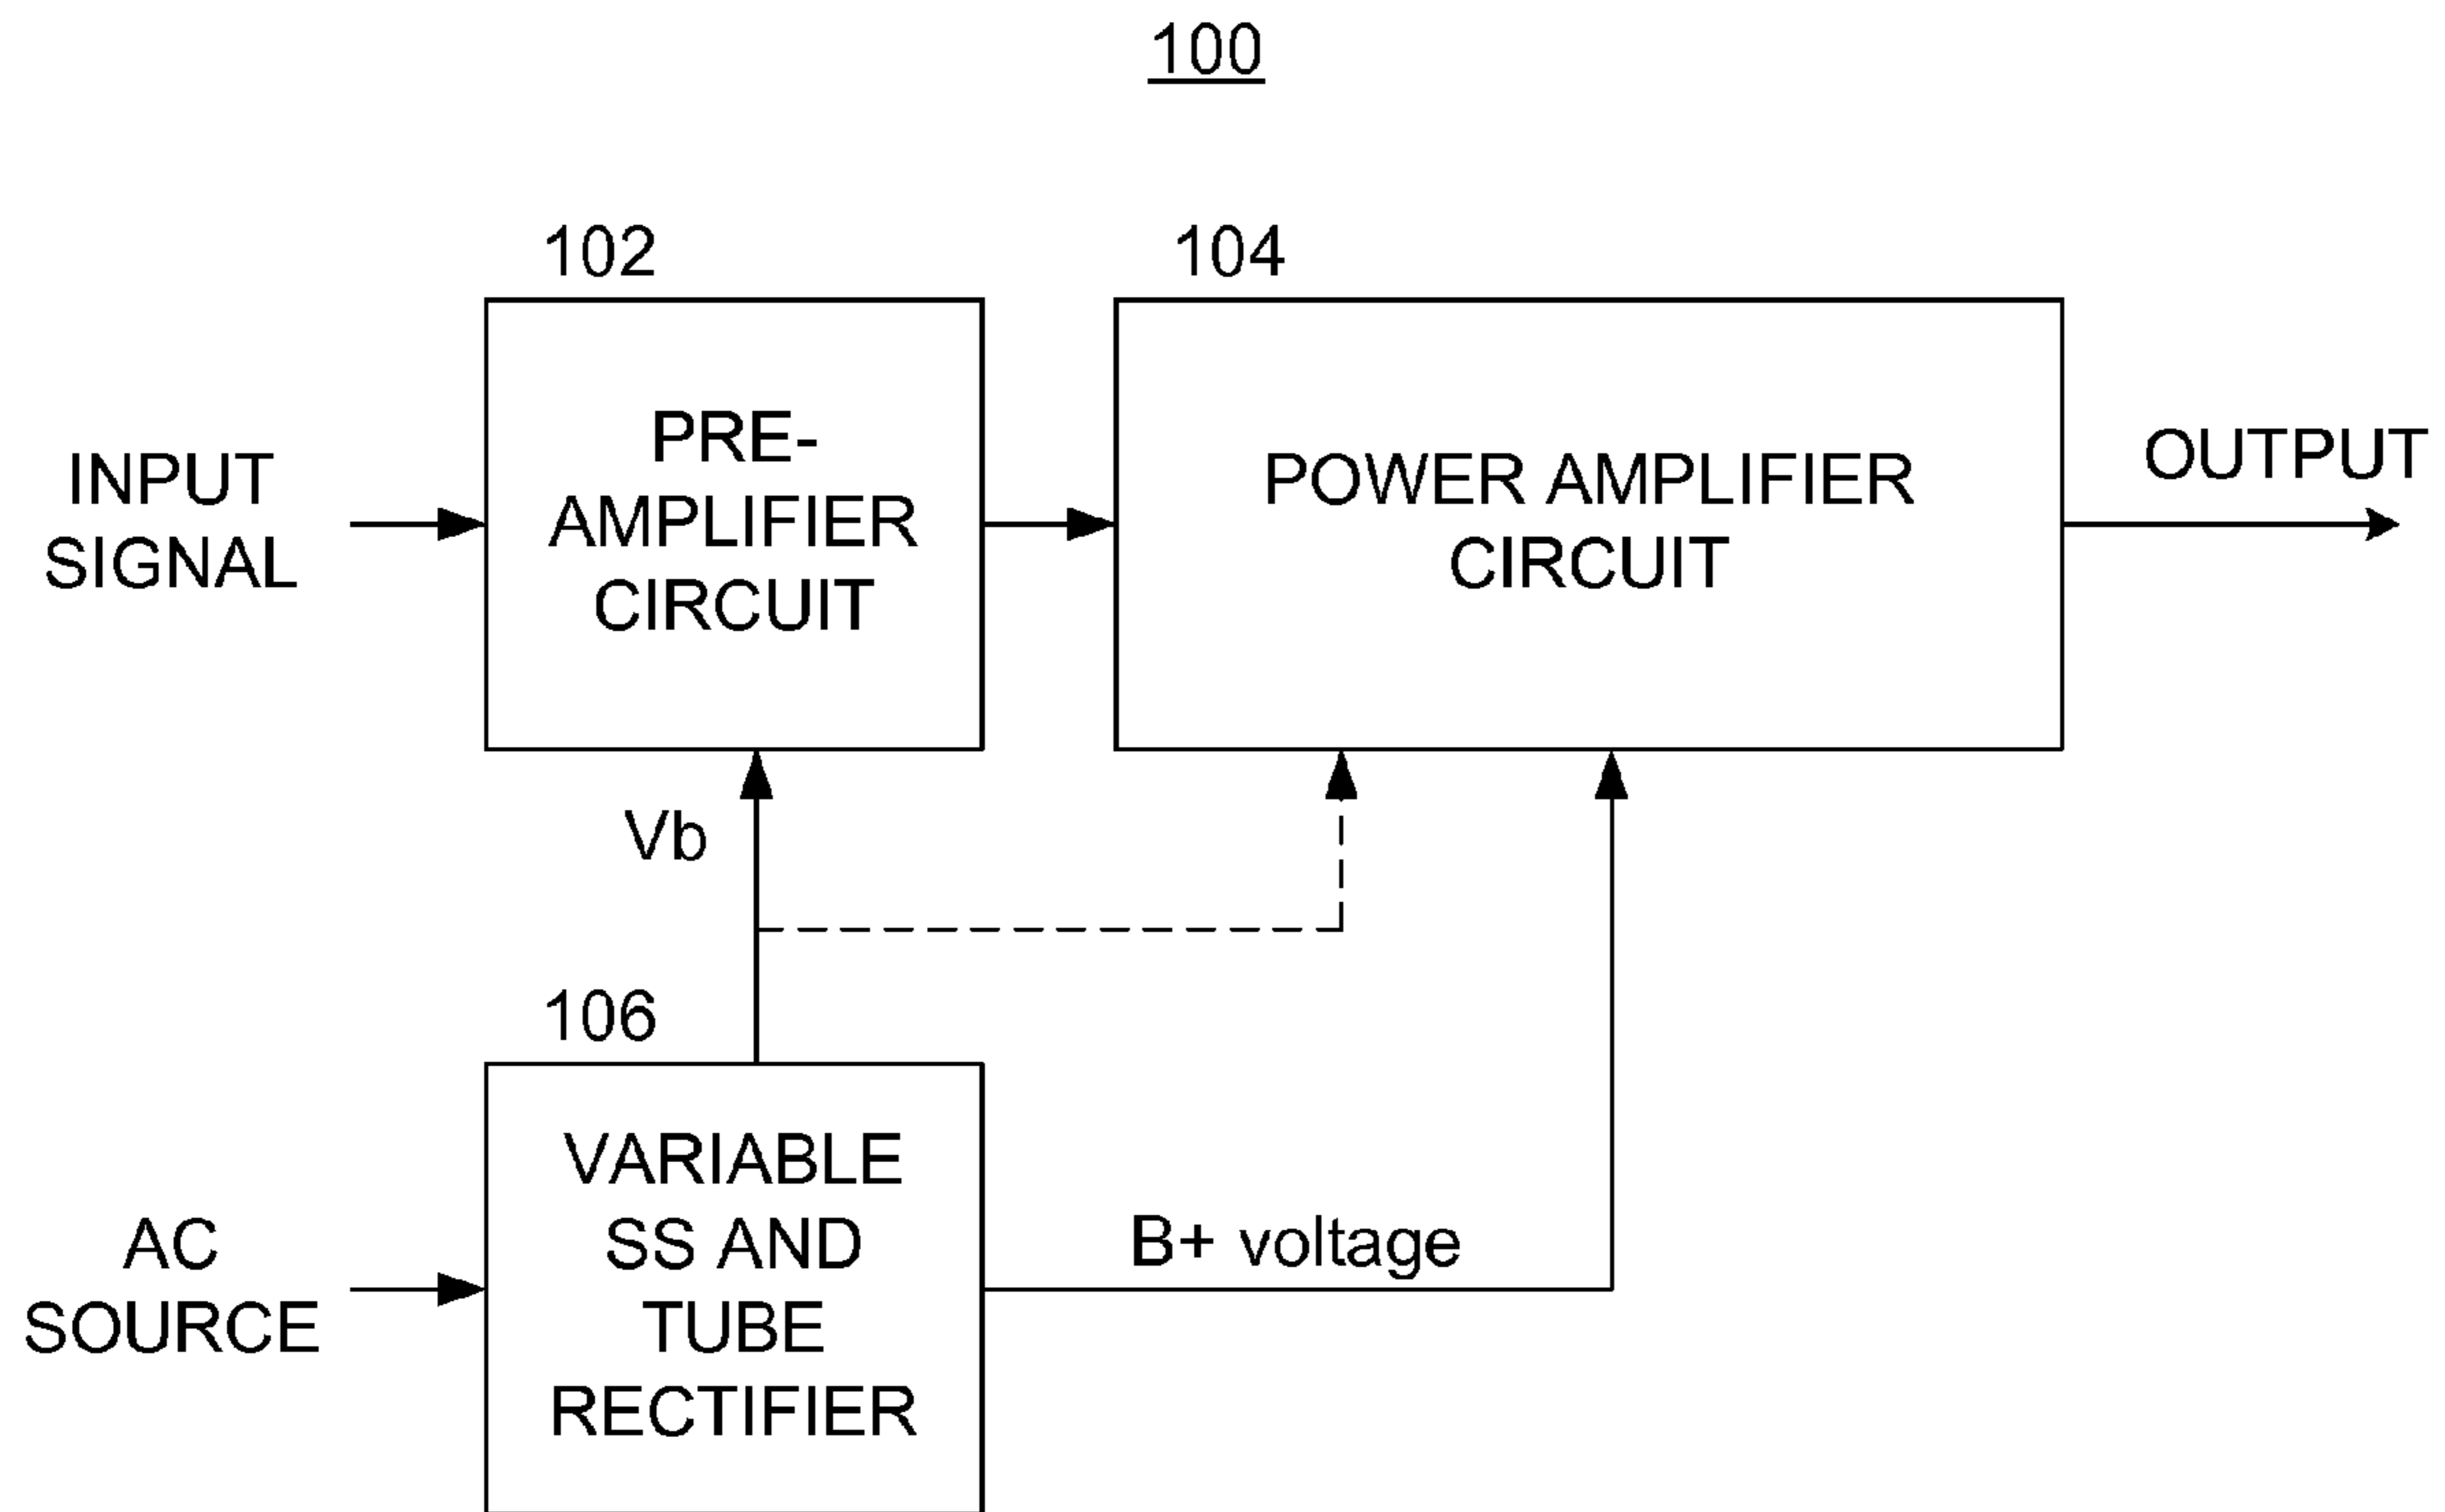 100
102
104
INPUT
SIGNAL
PRE-
AMPLIFIER
CIRCUIT
POWER AMPLIFIER
CIRCUIT
OUTPUT
Vb
106
AC
SOURCE
VARIABLE
SS AND
TUBE
RECTIFIER
B+ voltage